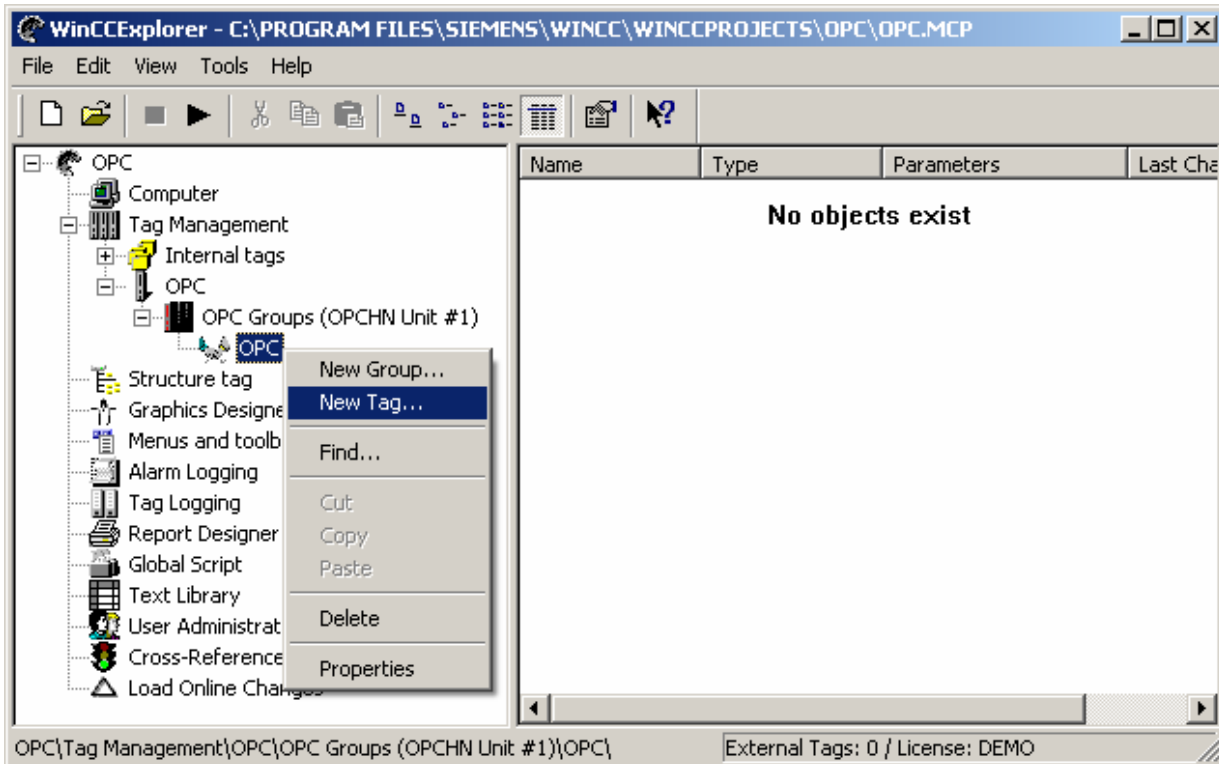 WinCCExplorer - C:\PROGRAM FILES\SIEMENS\WINCC\WINCCPROJECTS\OPC\OPC.MCP
File Edit View Tools Help
OPC
Computer
Tag Management
Internal tags
OPC
OPC Groups (OPCHN Unit #1)
OPC
Structure tag
Graphics Designe
Menus and toolb
Alarm Logging
Tag Logging
Report Designer
Global Script
Text Library
User Administrat
Cross-Reference
Load Online Changes
New Group...
New Tag...
Find...
Cut
Copy
Paste
Delete
Properties
Name Type Parameters Last Cha
No objects exist
OPC\Tag Management\OPC\OPC Groups (OPCHN Unit #1)\OPC\ External Tags: 0 / License: DEMO